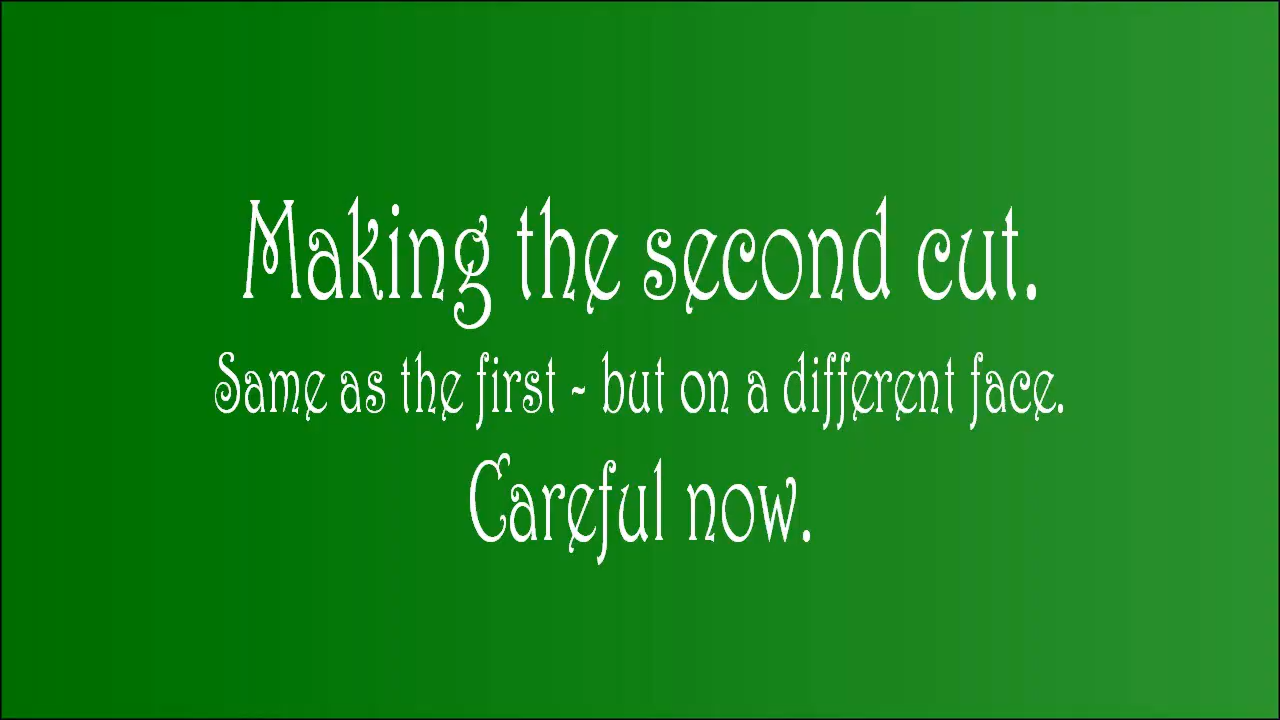 Making the second cut.
Same as the first - but on a different face.
Careful now.